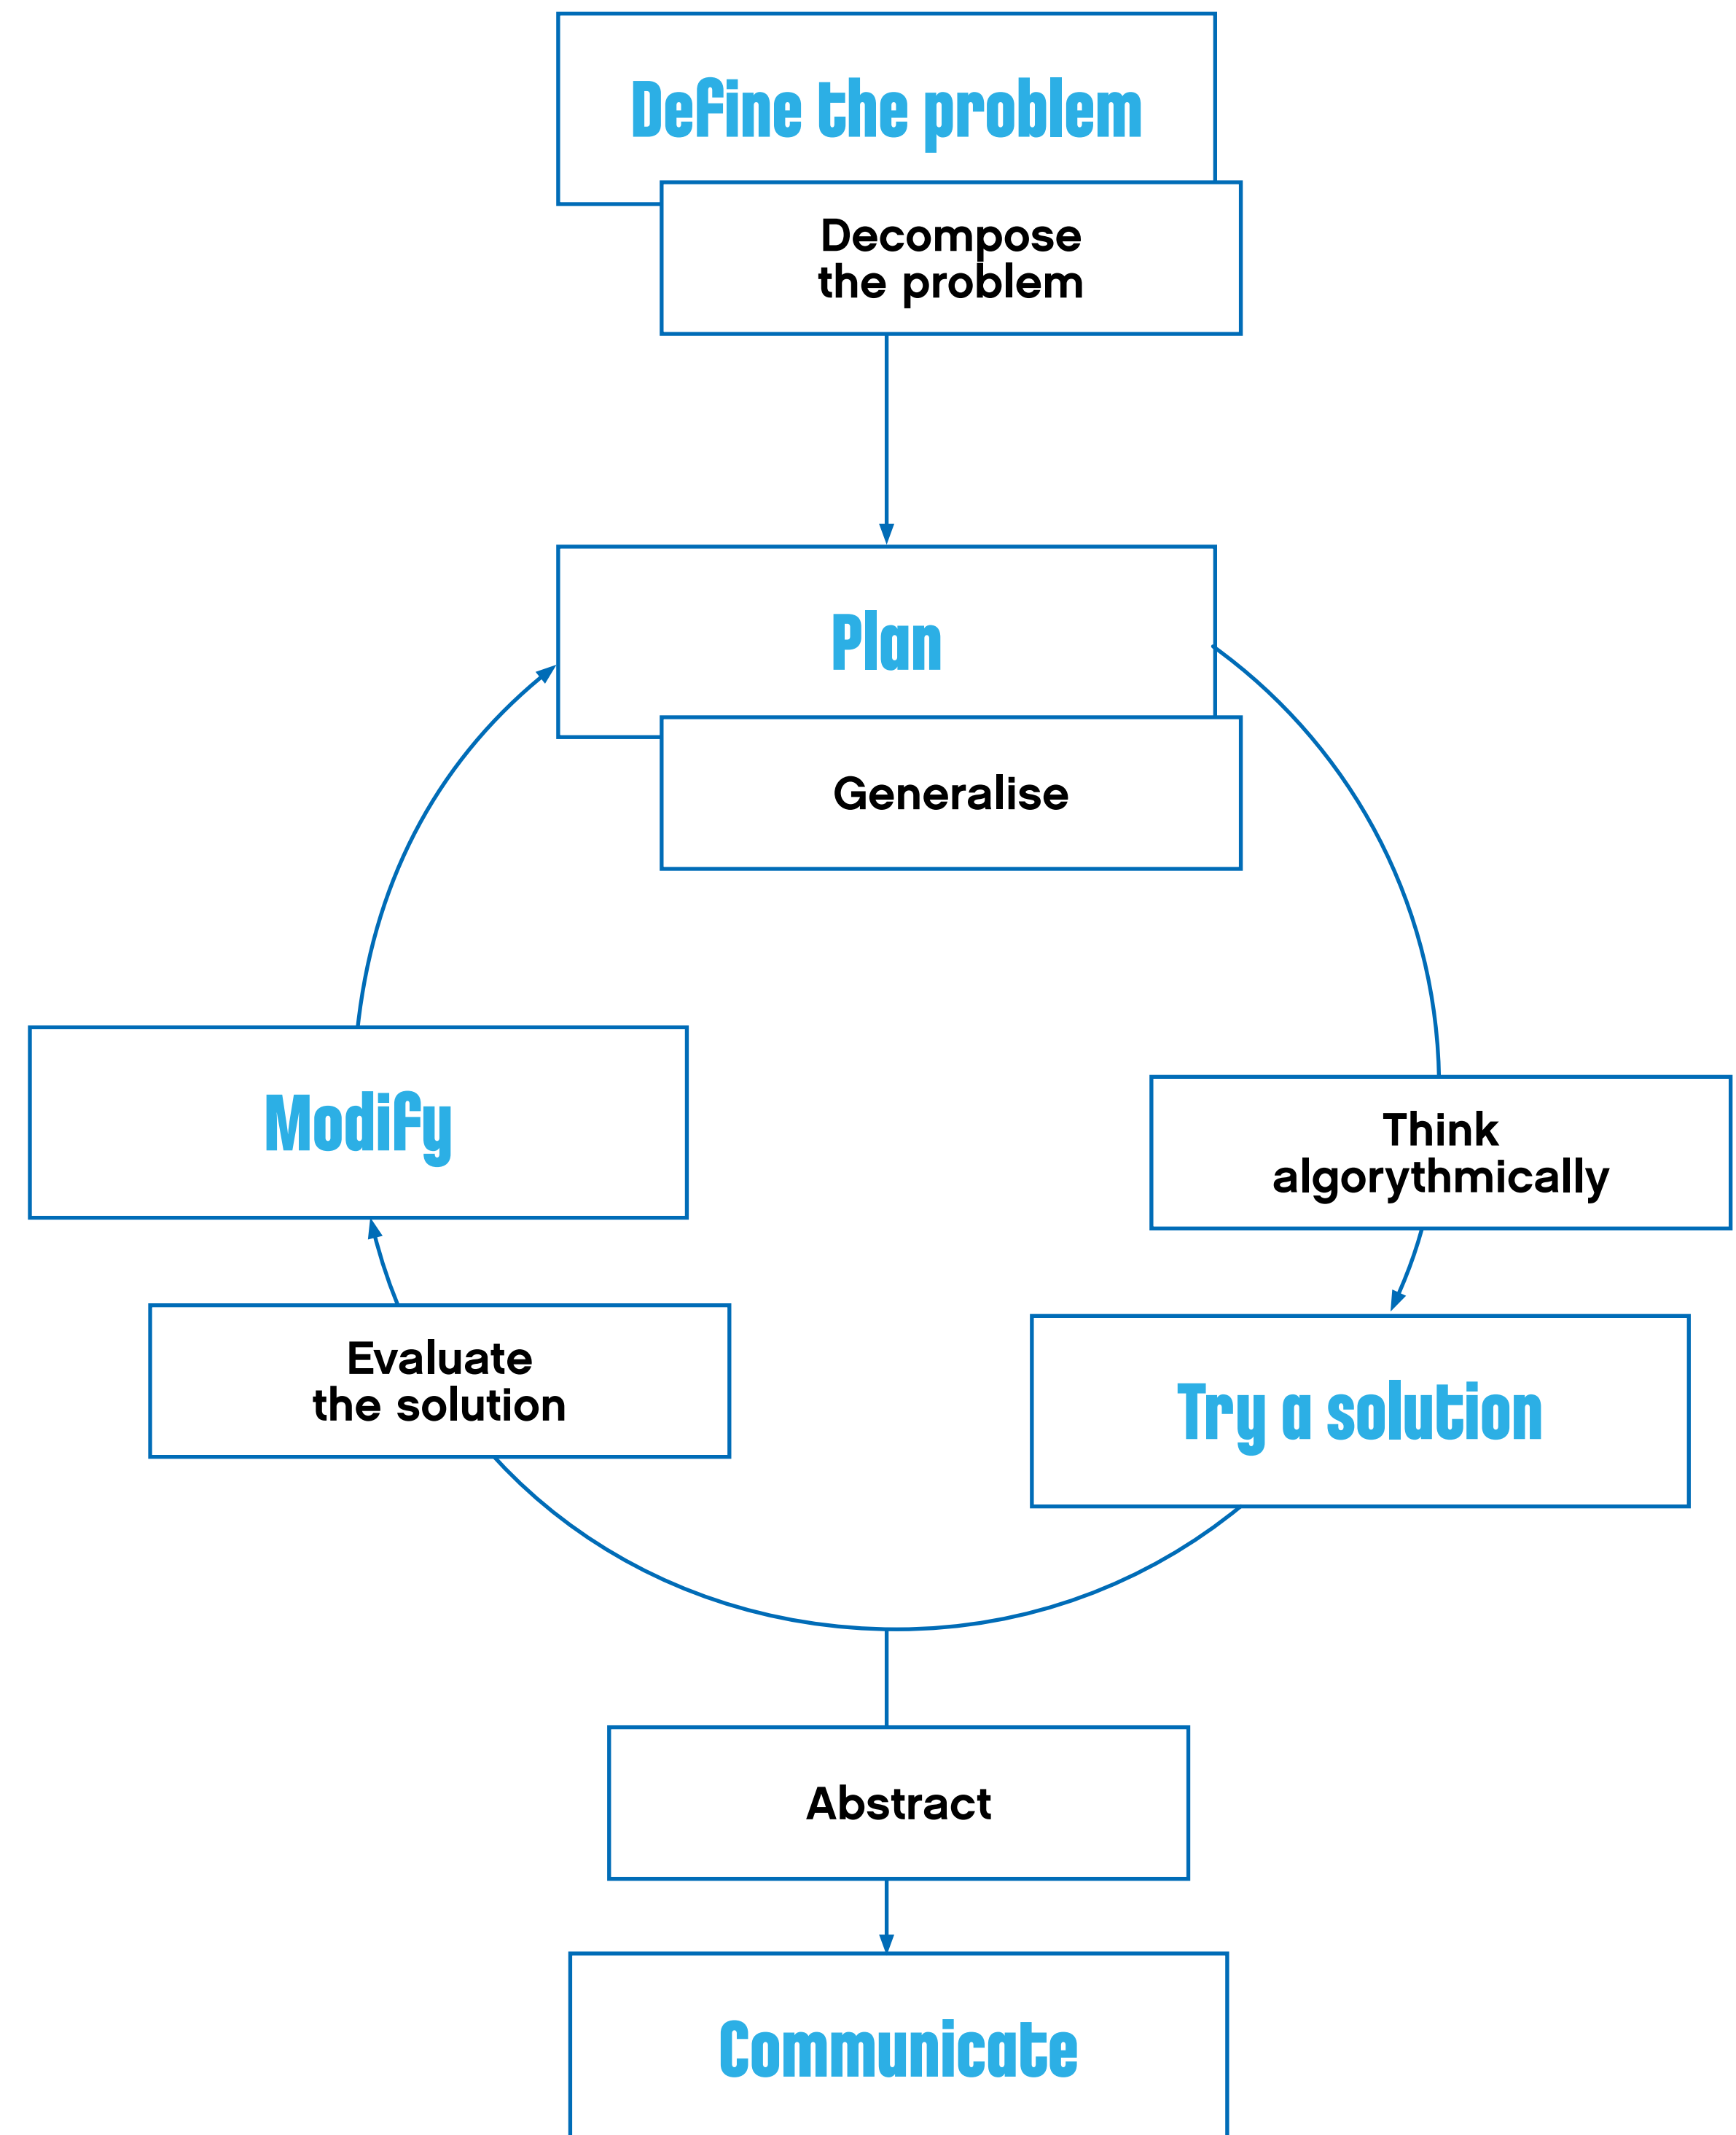 Define the problem
Decompose
the problem
Plan
Generalise
Modify
Think
algorythmically
Evaluate
the solution
Try a solution
Abstract
Communicate